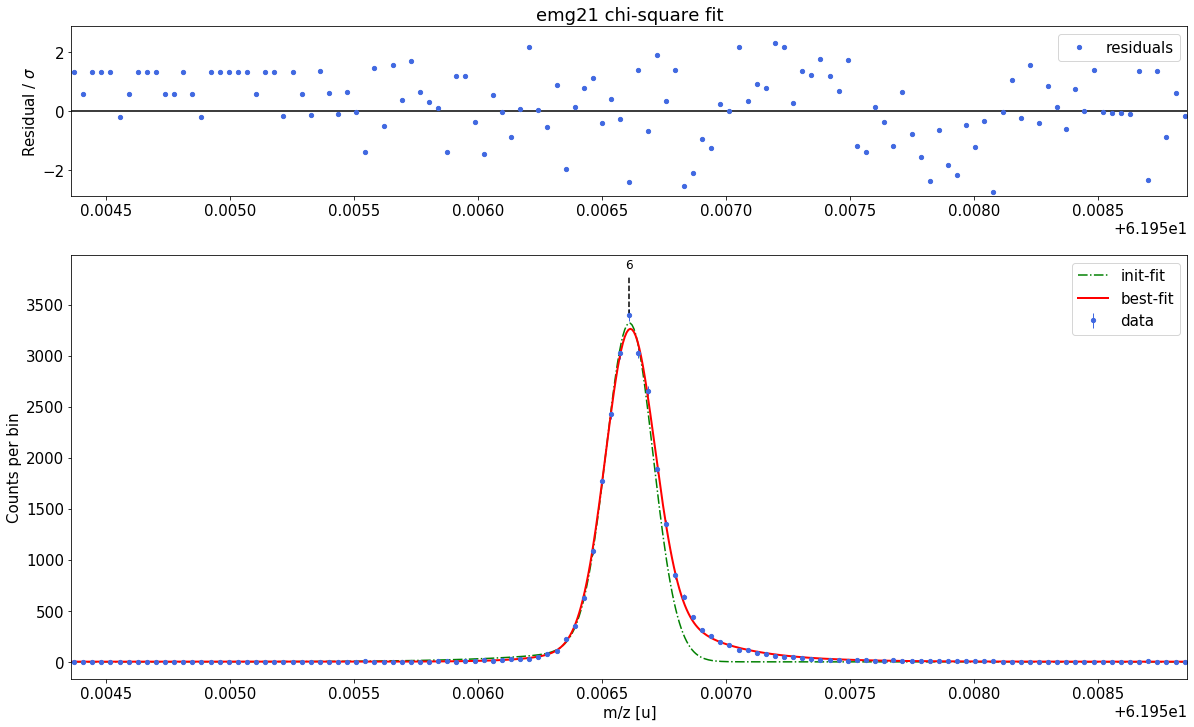 emg21 chi-square fit
Residual / σ
2
0
−2
residuals
0.0045 0.0050 0.0055 0.0060 0.0065 0.0070 0.0075 0.0080 0.0085
+6.195e1
6
Counts per bin
3500
3000
2500
2000
1500
1000
500
0
init-fit
best-fit
data
0.0045 0.0050 0.0055 0.0060 0.0065 0.0070 0.0075 0.0080 0.0085
m/z [u]
+6.195e1